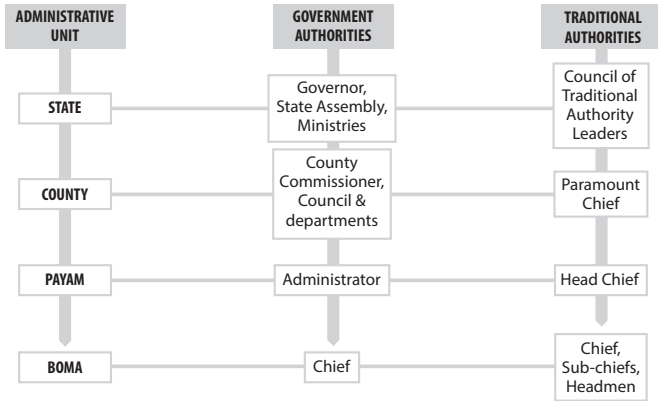 ADMINISTRATIVE
UNIT
GOVERNMENT
AUTHORITIES
TRADITIONAL
AUTHORITIES
STATE
Governor,
State Assembly,
Ministries
Council of
Traditional
Authority
Leaders
COUNTY
County
Commissioner,
Council &
departments
Paramount
Chief
PAYAM
Administrator
Head Chief
BOMA
Chief
Chief,
Sub-chiefs,
Headmen